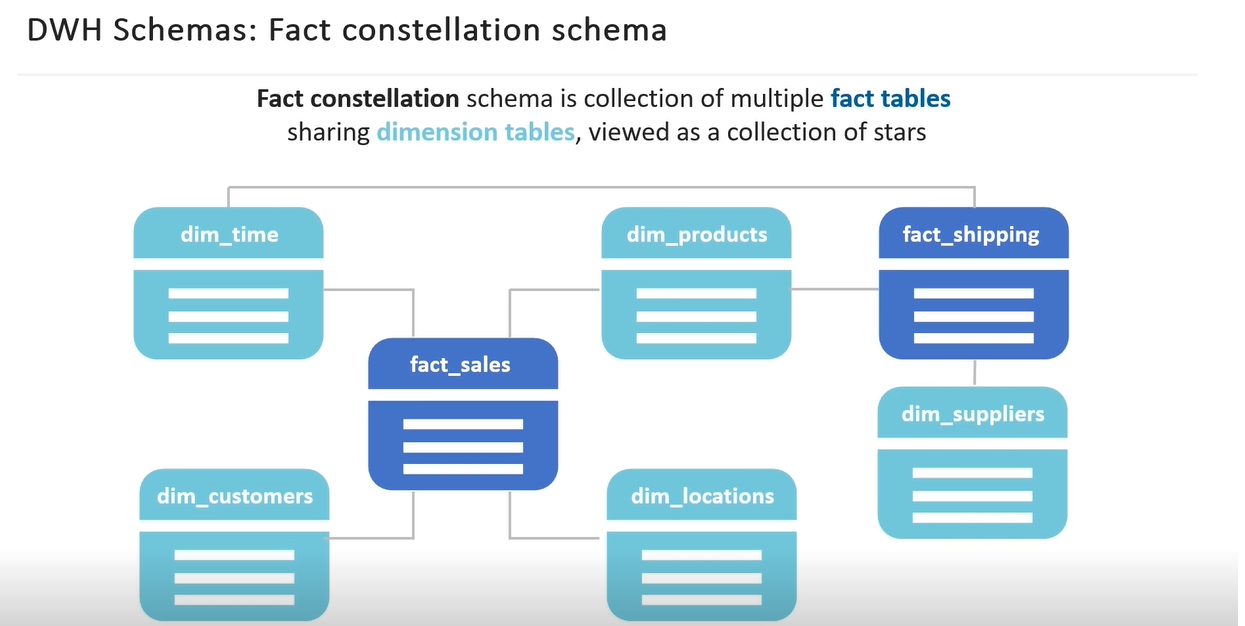 DWH Schemas: Fact constellation schema
Fact constellation schema is collection of multiple fact tables
sharing dimension tables, viewed as a collection of stars
dim_time
dim_products
fact_shipping
fact_sales
dim_suppliers
dim_customers
dim_locations